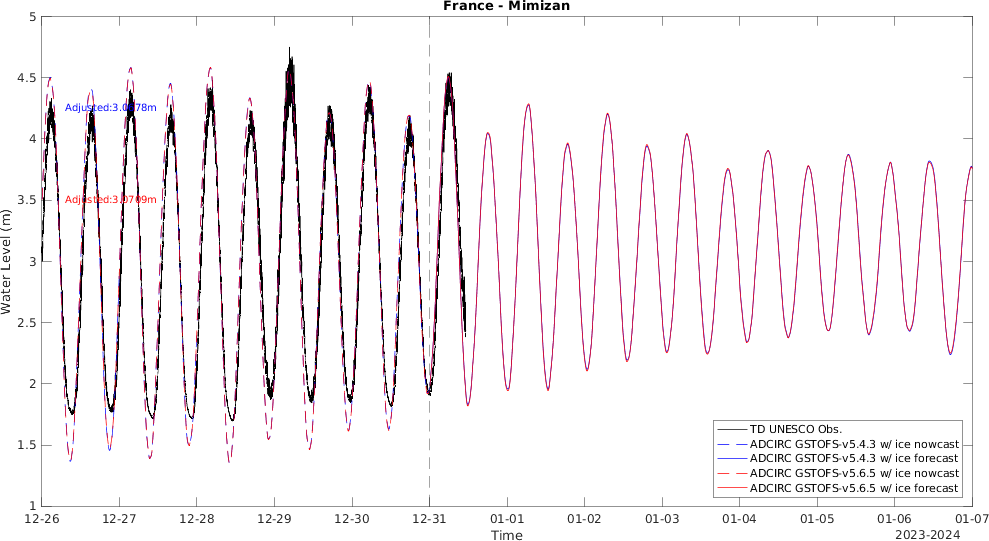 France - Mimizan
5
4.5
4
3.5
3
2.5
2
1.5
1
Water Level (m)
Adjusted:3.0709m
12-26
12-27
12-28
12-29
12-30
12-31
01-01
01-02
01-03
01-04
01-05
01-06
01-07
Time
2023-2024
TD UNESCO Obs.
ADCIRC GSTOFS-v5.4.3 w/ ice nowcast
ADCIRC GSTOFS-v5.4.3 w/ ice forecast
ADCIRC GSTOFS-v5.6.5 w/ ice nowcast
ADCIRC GSTOFS-v5.6.5 w/ ice forecast